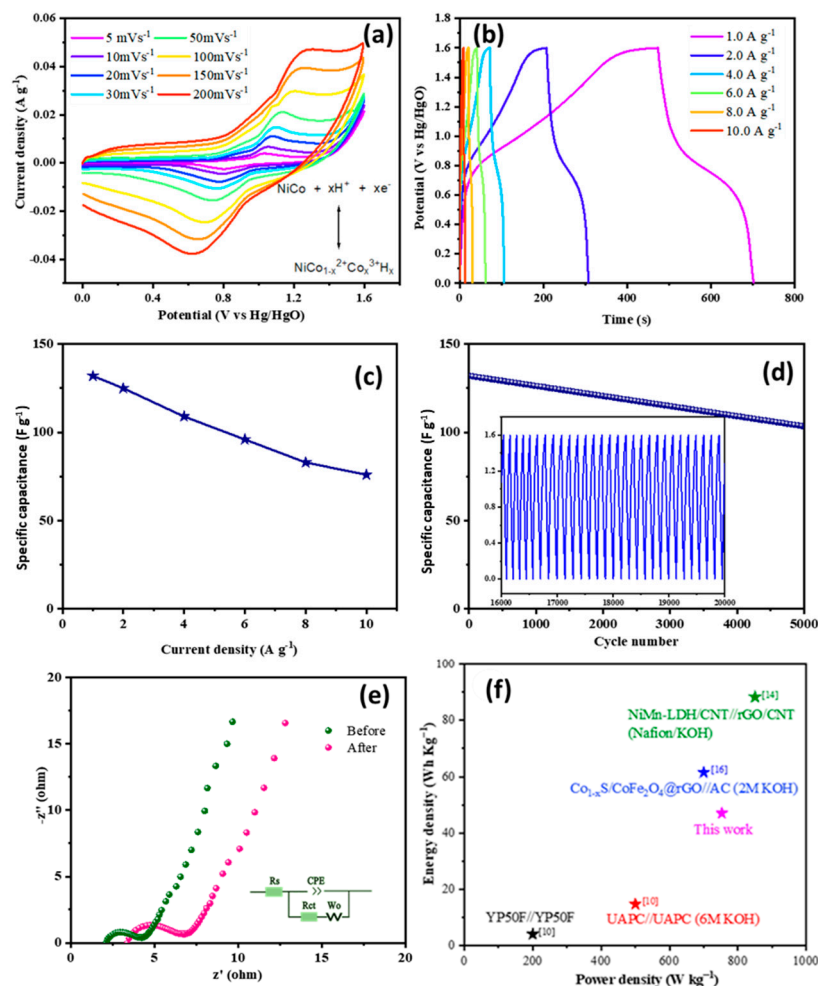 (a)
5 mVs⁻¹ 50mVs⁻¹
10mVs⁻¹ 100mVs⁻¹
20mVs⁻¹ 150mVs⁻¹
30mVs⁻¹ 200mVs⁻¹
0.06
0.04
0.02
0.00
-0.02
-0.04
Current density (A g⁻¹)
NiCo + xH⁺ + xe⁻
NiCo₁₋ₓ²⁺Coₓ³⁺Hₓ
0.0 0.4 0.8 1.2 1.6
Potential (V vs Hg/HgO)
(b)
1.0 A g⁻¹
2.0 A g⁻¹
4.0 A g⁻¹
6.0 A g⁻¹
8.0 A g⁻¹
10.0 A g⁻¹
1.8
1.6
1.4
1.2
1.0
0.8
0.6
0.4
0.2
0.0
Potential (V vs Hg/HgO)
0 200 400 600 800
Time (s)
(c)
150
125
100
75
50
25
0
Specific capacitance (F g⁻¹)
0 2 4 6 8 10
Current density (A g⁻¹)
(d)
150
125
100
75
50
25
0
Specific capacitance (F g⁻¹)
1.6
1.2
0.8
0.4
0.0
16000 17000 18000 19000 20000
0 1000 2000 3000 4000 5000
Cycle number
(e)
Before
After
20
15
10
5
0
-z'' (ohm)
Rs CPE
Rct Wo
0 5 10 15 20
z' (ohm)
(f)
100
80
60
40
20
0
Energy density (Wh Kg⁻¹)
[14]
NiMn-LDH/CNT//rGO/CNT
(Nafion/KOH)
[16]
Co₁₋ₓS/CoFe₂O₄@rGO//AC (2M KOH)
This work
[10]
UAPC//UAPC (6M KOH)
YP50F//YP50F
[10]
0 200 400 600 800 1000
Power density (W kg⁻¹)